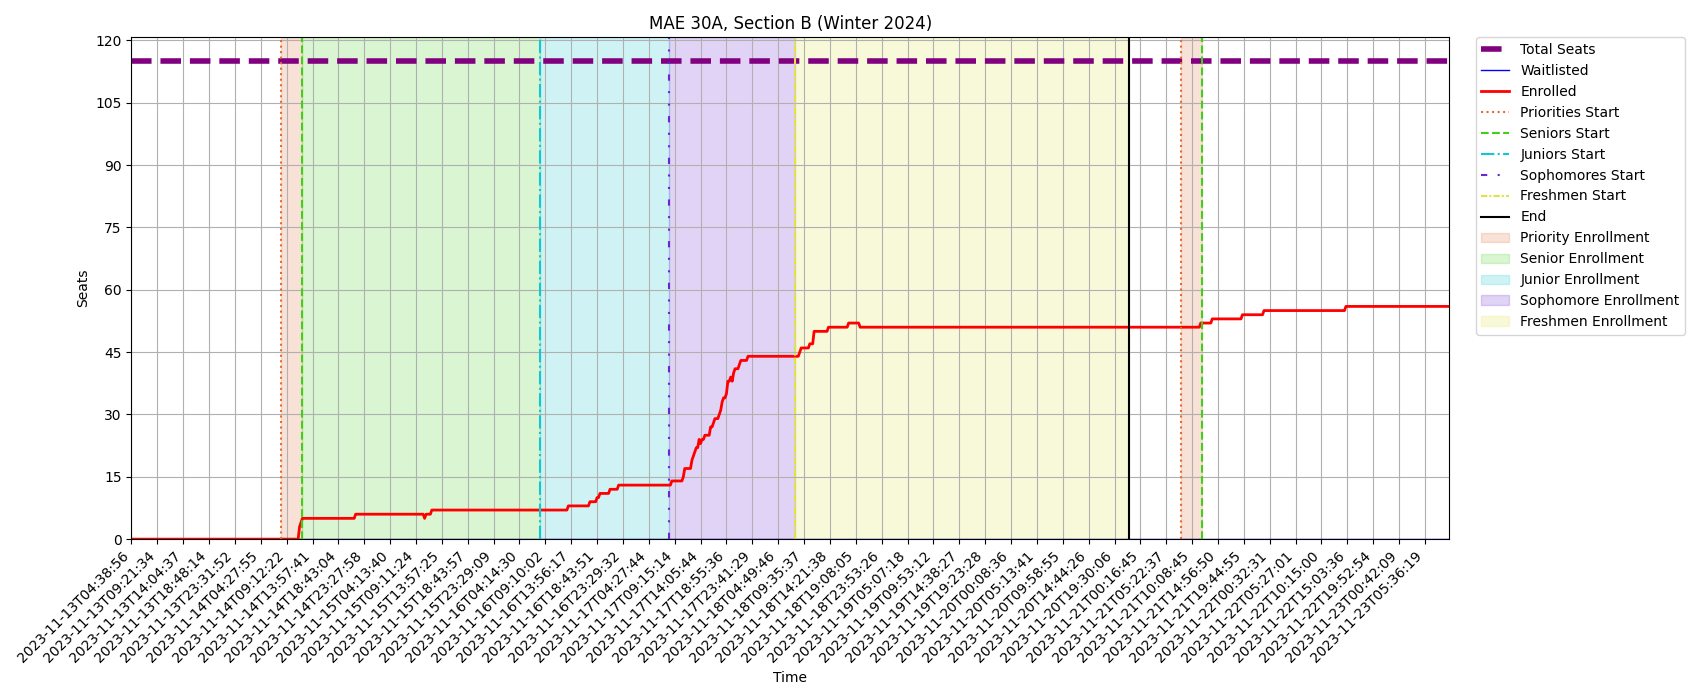 MAE 30A, Section B (Winter 2024)
Seats
120
105
90
75
60
45
30
15
0
2023-11-13T04:38:56
2023-11-13T09:21:34
2023-11-13T14:04:37
2023-11-13T18:48:14
2023-11-13T23:31:52
2023-11-14T04:27:55
2023-11-14T09:12:22
2023-11-14T13:57:41
2023-11-14T18:43:04
2023-11-14T23:27:58
2023-11-15T04:13:40
2023-11-15T09:11:24
2023-11-15T13:57:25
2023-11-15T18:43:57
2023-11-15T23:29:09
2023-11-16T04:14:30
2023-11-16T09:10:02
2023-11-16T13:56:17
2023-11-16T18:43:51
2023-11-16T23:29:32
2023-11-17T04:27:44
2023-11-17T09:15:14
2023-11-17T14:05:44
2023-11-17T18:55:36
2023-11-17T23:41:29
2023-11-18T04:49:46
2023-11-18T09:35:37
2023-11-18T14:21:38
2023-11-18T19:08:05
2023-11-18T23:53:26
2023-11-19T05:07:18
2023-11-19T09:53:12
2023-11-19T14:38:27
2023-11-19T19:23:28
2023-11-20T00:08:36
2023-11-20T05:13:41
2023-11-20T09:58:55
2023-11-20T14:44:26
2023-11-20T19:30:06
2023-11-21T00:16:45
2023-11-21T05:22:37
2023-11-21T10:08:45
2023-11-21T14:56:50
2023-11-21T19:44:55
2023-11-22T00:32:31
2023-11-22T05:27:01
2023-11-22T10:15:00
2023-11-22T15:03:36
2023-11-22T19:52:54
2023-11-23T00:42:09
2023-11-23T05:36:19
Time
Total Seats
Waitlisted
Enrolled
Priorities Start
Seniors Start
Juniors Start
Sophomores Start
Freshmen Start
End
Priority Enrollment
Senior Enrollment
Junior Enrollment
Sophomore Enrollment
Freshmen Enrollment